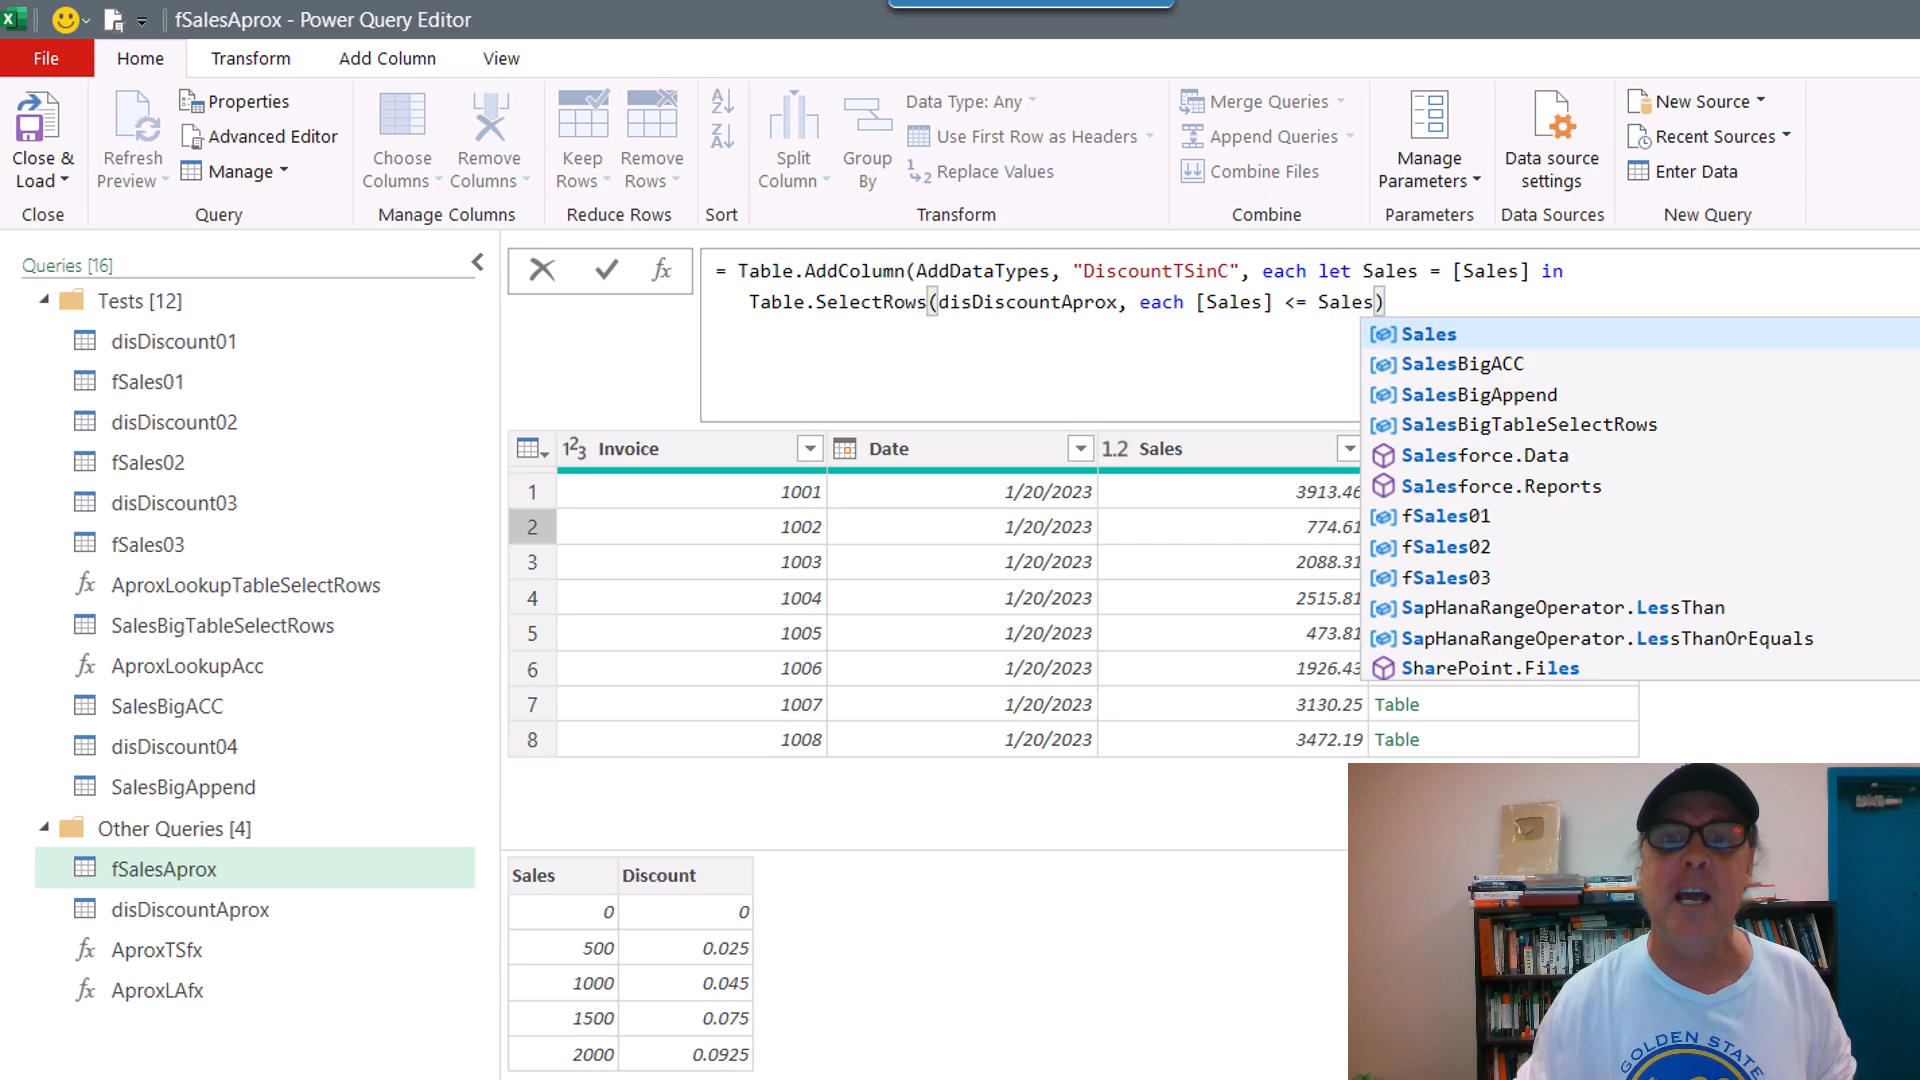 fSalesAprox - Power Query Editor
File Home Transform Add Column View
Close & Load
Close
Refresh Preview
Properties
Advanced Editor
Manage
Query
Choose Columns
Remove Columns
Manage Columns
Keep Rows
Remove Rows
Reduce Rows
Sort
Split Column
Group By
Data Type: Any
Use First Row as Headers
Replace Values
Transform
Merge Queries
Append Queries
Combine Files
Combine
Manage Parameters
Parameters
Data source settings
Data Sources
New Source
Recent Sources
Enter Data
New Query
Queries [16]
Tests [12]
disDiscount01
fSales01
disDiscount02
fSales02
disDiscount03
fSales03
fx AproxLookupTableSelectRows
SalesBigTableSelectRows
fx AproxLookupAcc
SalesBigACC
disDiscount04
SalesBigAppend
Other Queries [4]
fSalesAprox
disDiscountAprox
fx AproxTSfx
fx AproxLAfx
fx
= Table.AddColumn(AddDataTypes, "DiscountTSinC", each let Sales = [Sales] in
Table.SelectRows(disDiscountAprox, each [Sales] <= Sales)
Sales
SalesBigACC
SalesBigAppend
SalesBigTableSelectRows
Salesforce.Data
Salesforce.Reports
fSales01
fSales02
fSales03
SapHanaRangeOperator.LessThan
SapHanaRangeOperator.LessThanOrEquals
SharePoint.Files
123 Invoice Date 1.2 Sales
1 1001 1/20/2023 3913.46
2 1002 1/20/2023 774.61
3 1003 1/20/2023 2088.31
4 1004 1/20/2023 2515.81
5 1005 1/20/2023 473.81
6 1006 1/20/2023 1926.43
7 1007 1/20/2023 3130.25 Table
8 1008 1/20/2023 3472.19 Table
Sales Discount
0 0
500 0.025
1000 0.045
1500 0.075
2000 0.0925
GOLDEN STATE